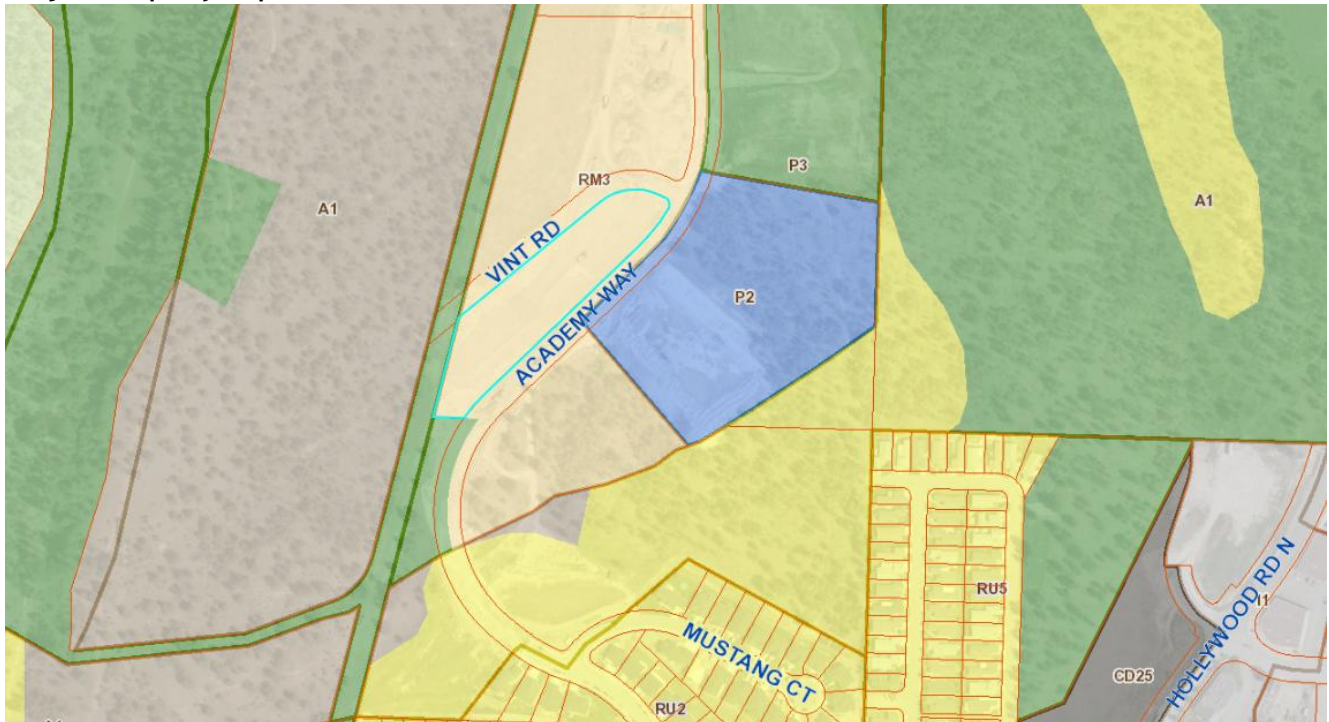 P3
RM3
A1
A1
VINT RD
P2
ACADEMY WAY
RU5
HOLLYWOOD RD N
I1
MUSTANG CT
CD25
RU2